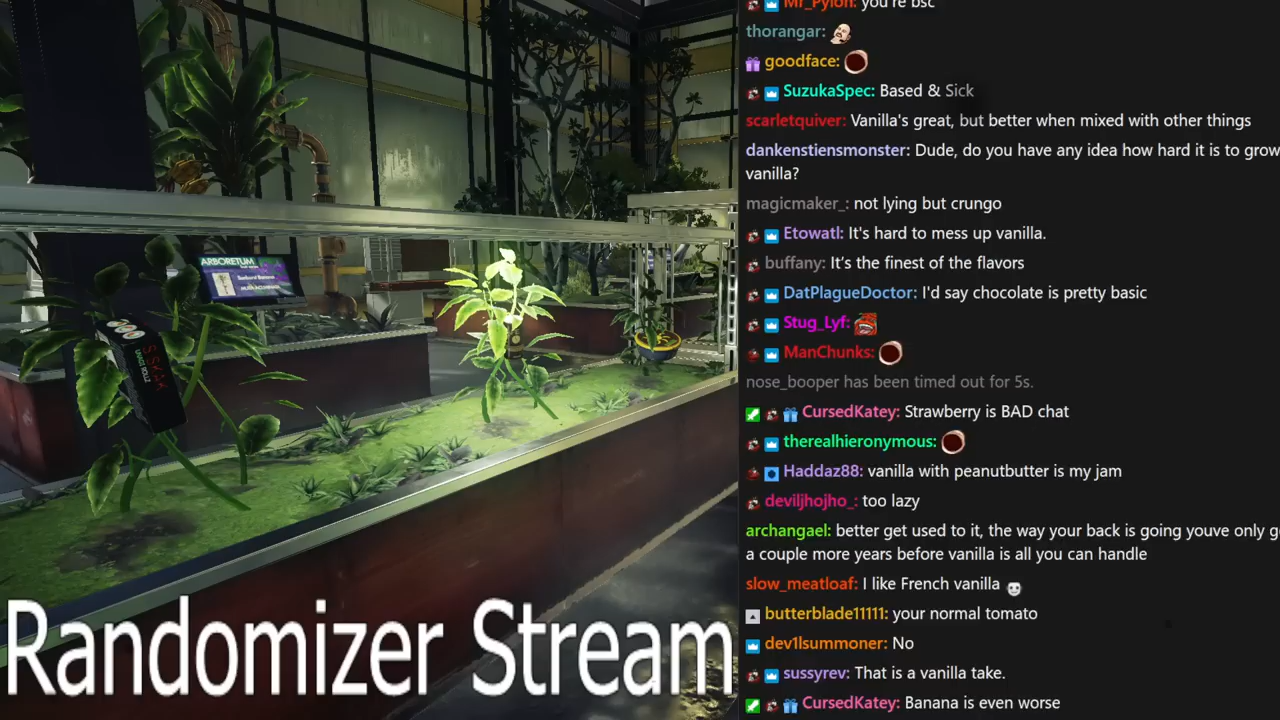 Mr_Pylon: you're bsc
thorangar:
goodface:
SuzukaSpec: Based & Sick
scarletquiver: Vanilla's great, but better when mixed with other things
dankenstiensmonster: Dude, do you have any idea how hard it is to grow
vanilla?
magicmaker_: not lying but crungo
Etowatl: It's hard to mess up vanilla.
buffany: It's the finest of the flavors
DatPlagueDoctor: I'd say chocolate is pretty basic
Stug_Lyf:
ManChunks:
nose_booper has been timed out for 5s.
CursedKatey: Strawberry is BAD chat
therealhieronymous:
Haddaz88: vanilla with peanutbutter is my jam
deviljhojho_: too lazy
archangael: better get used to it, the way your back is going youve only g
a couple more years before vanilla is all you can handle
slow_meatloaf: I like French vanilla
butterblade11111: your normal tomato
dev1lsummoner: No
sussyrev: That is a vanilla take.
CursedKatey: Banana is even worse
ARBORETUM
Randomizer Stream